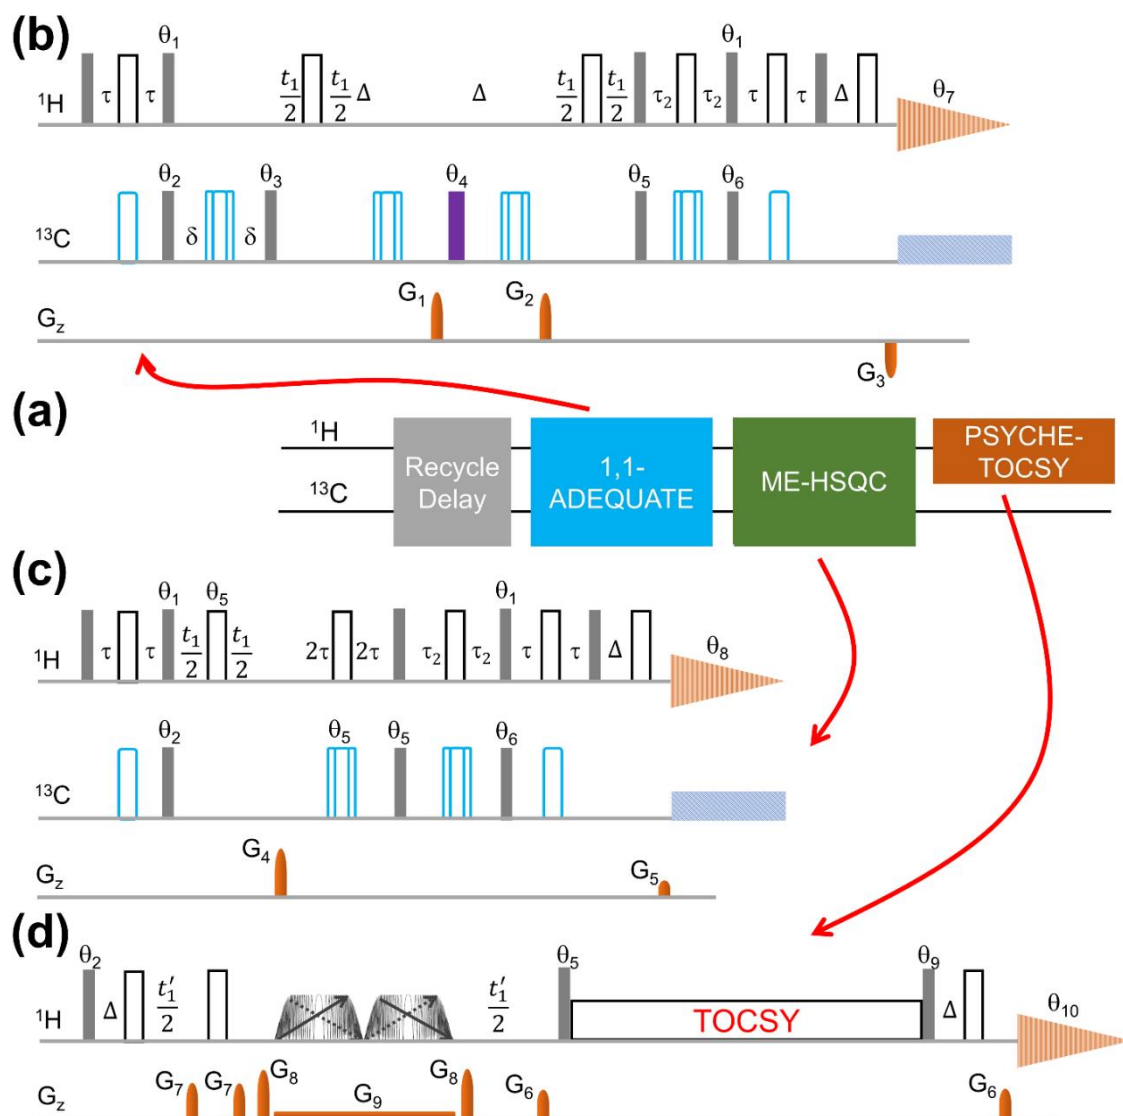 (b)
θ1 θ1
1H τ τ t1/2 t1/2 Δ Δ t1/2 t1/2 τ2 τ2 τ τ Δ θ7
θ2 θ3 θ4 θ5 θ6
13C δ δ
Gz G1 G2 G3
(a)
1H
13C
Recycle
Delay
1,1-
ADEQUATE
ME-HSQC
PSYCHE-
TOCSY
(c)
θ1 θ5 θ1
1H τ τ t1/2 t1/2 2τ 2τ τ2 τ2 τ τ Δ θ8
θ2 θ5 θ5 θ6
13C
Gz G4 G5
(d)
θ2 θ5 θ9
1H Δ t′1/2 t′1/2 TOCSY Δ θ10
Gz G7 G7 G8 G9 G8 G6 G6